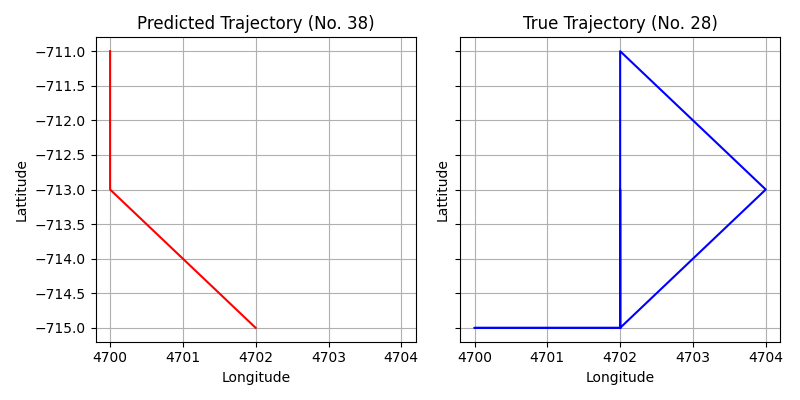 Predicted Trajectory (No. 38)
True Trajectory (No. 28)
−711.0
−711.5
−712.0
−712.5
−713.0
−713.5
−714.0
−714.5
−715.0
Lattitude
Lattitude
4700 4701 4702 4703 4704
4700 4701 4702 4703 4704
Longitude
Longitude